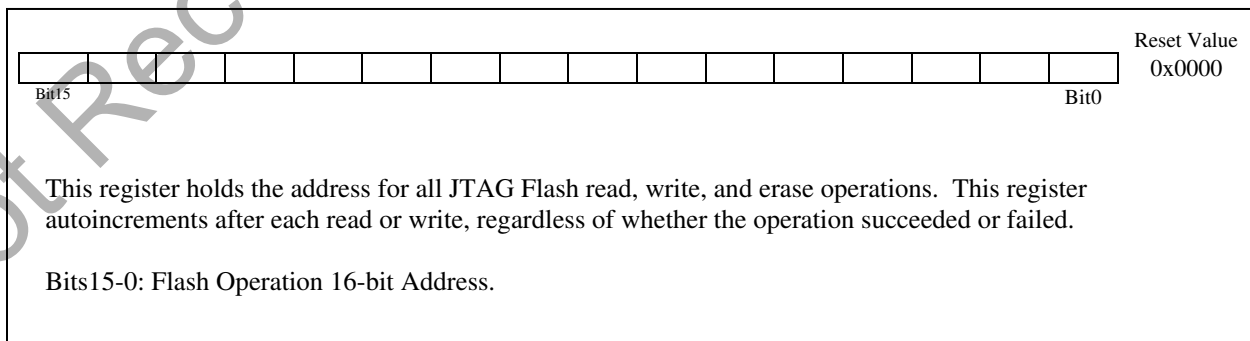 Reset Value
0x0000
Bit15
Bit0
This register holds the address for all JTAG Flash read, write, and erase operations.  This register
autoincrements after each read or write, regardless of whether the operation succeeded or failed.
Bits15-0: Flash Operation 16-bit Address.
ot Rec